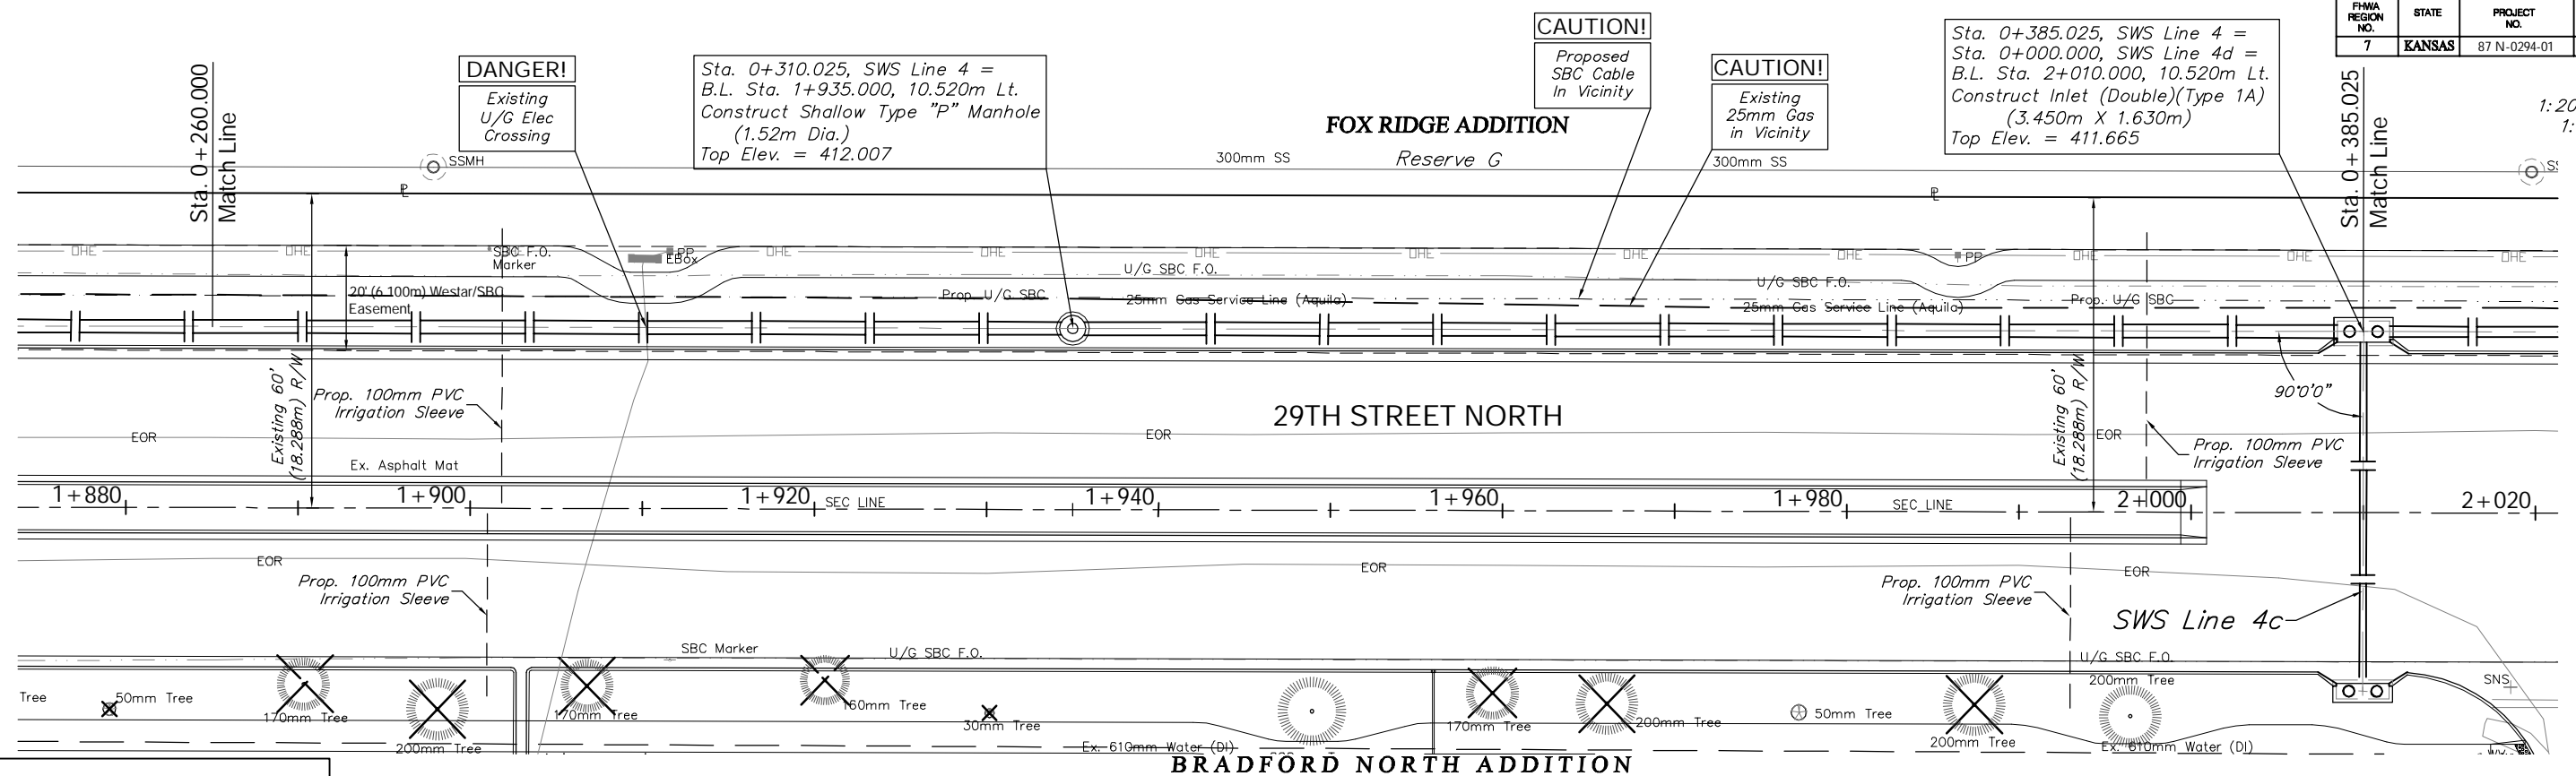 FHWA REGION NO.
STATE
PROJECT NO.
7
KANSAS
87 N-0294-01
Sta. 0+260.000
Match Line
DANGER!
Existing
U/G Elec
Crossing
Sta. 0+310.025, SWS Line 4 =
B.L. Sta. 1+935.000, 10.520m Lt.
Construct Shallow Type "P" Manhole
(1.52m Dia.)
Top Elev. = 412.007
CAUTION!
Proposed
SBC Cable
In Vicinity
CAUTION!
Existing
25mm Gas
in Vicinity
Sta. 0+385.025, SWS Line 4 =
Sta. 0+000.000, SWS Line 4d =
B.L. Sta. 2+010.000, 10.520m Lt.
Construct Inlet (Double)(Type 1A)
(3.450m X 1.630m)
Top Elev. = 411.665
Sta. 0+385.025
Match Line
FOX RIDGE ADDITION
Reserve G
SSMH
300mm SS
300mm SS
OHE
OHE
OHE
OHE
OHE
OHE
OHE
OHE
OHE
OHE
OHE
SBC F.O.
Marker
PP
EBox
PP
U/G SBC F.O.
U/G SBC F.O.
20' (6.100m) Westar/SBC
Easement
Prop. U/G SBC
25mm Gas Service Line (Aquila)
25mm Gas Service Line (Aquila)
Prop. U/G SBC
Existing 60'
(18.288m) R/W
Prop. 100mm PVC
Irrigation Sleeve
29TH STREET NORTH
Existing 60'
(18.288m) R/W
90°0'0"
Prop. 100mm PVC
Irrigation Sleeve
EOR
EOR
EOR
Ex. Asphalt Mat
1+880
1+900
1+920
SEC LINE
1+940
1+960
1+980
SEC LINE
2+000
2+020
EOR
EOR
EOR
Prop. 100mm PVC
Irrigation Sleeve
Prop. 100mm PVC
Irrigation Sleeve
SWS Line 4c
SBC Marker
U/G SBC F.O.
U/G SBC F.O.
Tree
50mm Tree
170mm Tree
200mm Tree
170mm Tree
160mm Tree
30mm Tree
170mm Tree
200mm Tree
50mm Tree
200mm Tree
200mm Tree
SNS
Ex. 610mm Water (DI)
Ex. 610mm Water (DI)
BRADFORD NORTH ADDITION